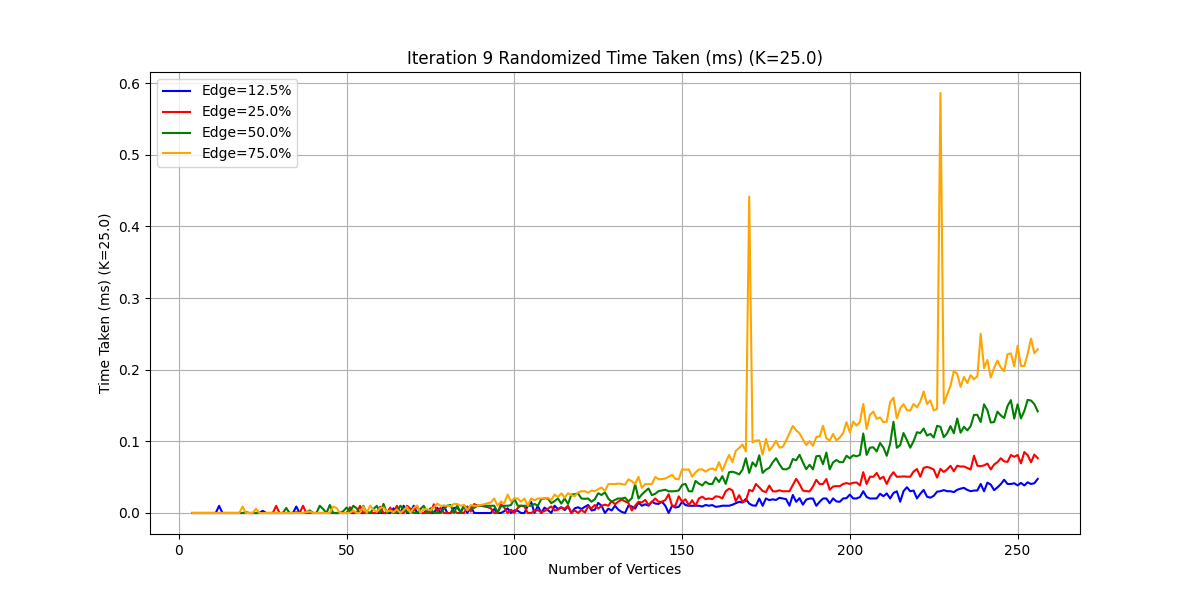 Iteration 9 Randomized Time Taken (ms) (K=25.0)
Edge=12.5%
Edge=25.0%
Edge=50.0%
Edge=75.0%
Time Taken (ms) (K=25.0)
0.6
0.5
0.4
0.3
0.2
0.1
0.0
0 50 100 150 200 250
Number of Vertices